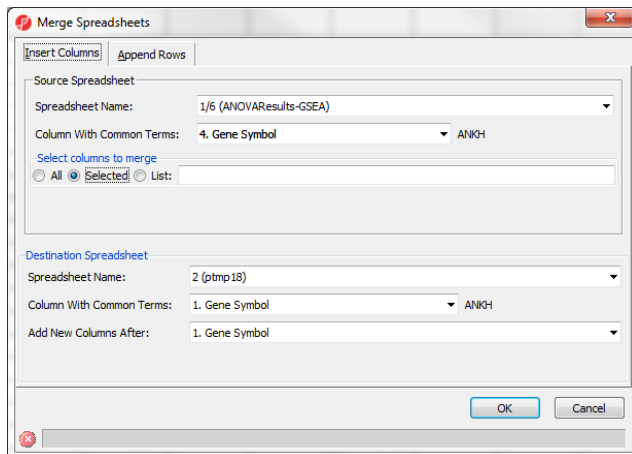 Merge Spreadsheets
Insert Columns Append Rows
Source Spreadsheet
Spreadsheet Name: 1/6 (ANOVAResults-GSEA)
Column With Common Terms: 4. Gene Symbol ANKH
Select columns to merge
All Selected List:
Destination Spreadsheet
Spreadsheet Name: 2 (ptmp18)
Column With Common Terms: 1. Gene Symbol ANKH
Add New Columns After: 1. Gene Symbol
OK Cancel